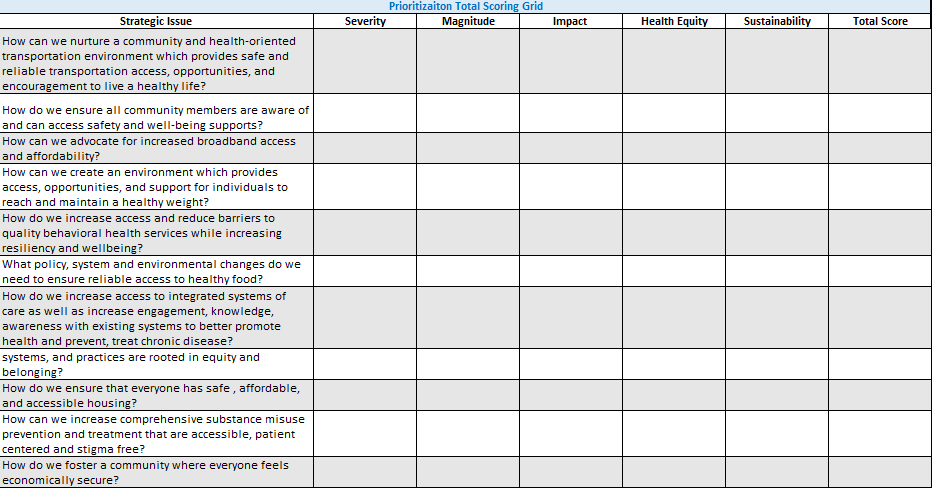 Prioritizaiton Total Scoring Grid
Strategic Issue Severity Magnitude Impact Health Equity Sustainability Total Score
How can we nurture a community and health-oriented
transportation environment which provides safe and
reliable transportation access, opportunities, and
encouragement to live a healthy life?
How do we ensure all community members are aware of
and can access safety and well-being supports?
How can we advocate for increased broadband access
and affordability?
How can we create an environment which provides
access, opportunities, and support for individuals to
reach and maintain a healthy weight?
How do we increase access and reduce barriers to
quality behavioral health services while increasing
resiliency and wellbeing?
What policy, system and environmental changes do we
need to ensure reliable access to healthy food?
How do we increase access to integrated systems of
care as well as increase engagement, knowledge,
awareness with existing systems to better promote
health and prevent, treat chronic disease?
systems, and practices are rooted in equity and
belonging?
How do we ensure that everyone has safe , affordable,
and accessible housing?
How can we increase comprehensive substance misuse
prevention and treatment that are accessible, patient
centered and stigma free?
How do we foster a community where everyone feels
economically secure?